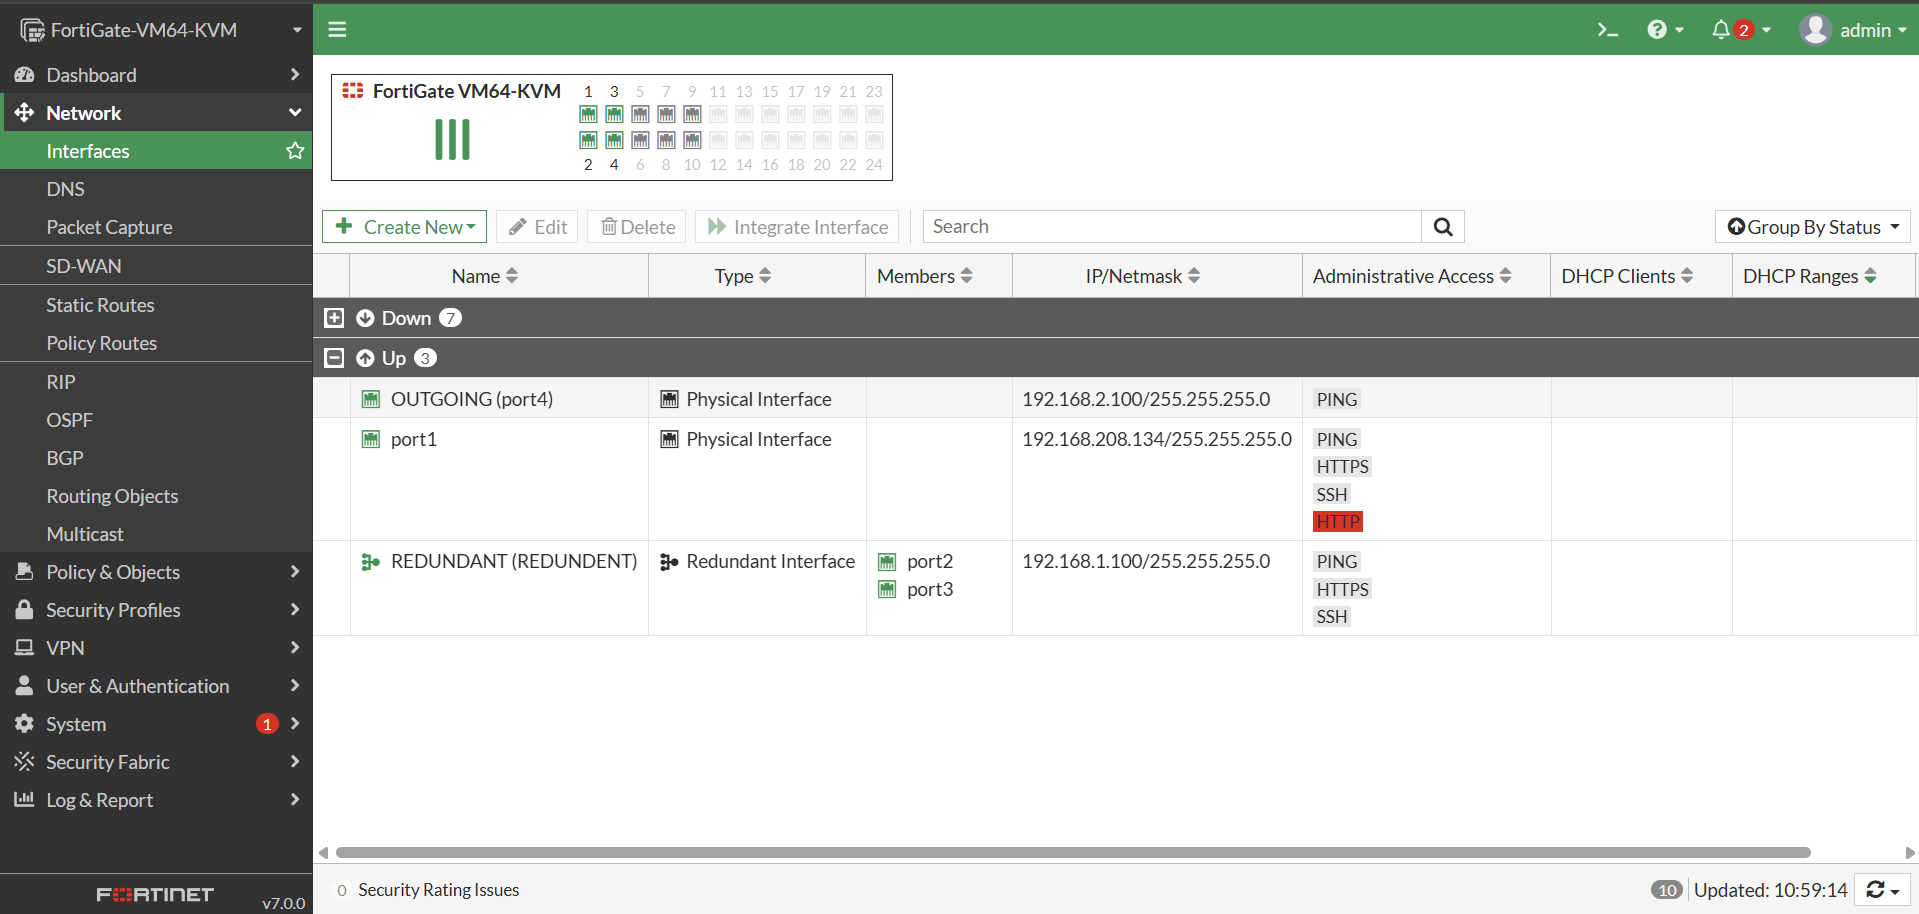 FortiGate-VM64-KVM
2
admin
Dashboard
Network
Interfaces
DNS
Packet Capture
SD-WAN
Static Routes
Policy Routes
RIP
OSPF
BGP
Routing Objects
Multicast
Policy & Objects
Security Profiles
VPN
User & Authentication
System 1
Security Fabric
Log & Report
FORTINET v7.0.0
FortiGate VM64-KVM
1 3 5 7 9 11 13 15 17 19 21 23
2 4 6 8 10 12 14 16 18 20 22 24
Create New Edit Delete Integrate Interface Search Group By Status
Name Type Members IP/Netmask Administrative Access DHCP Clients DHCP Ranges
Down 7
Up 3
OUTGOING (port4) Physical Interface 192.168.2.100/255.255.255.0 PING
port1 Physical Interface 192.168.208.134/255.255.255.0 PING
HTTPS
SSH
HTTP
REDUNDANT (REDUNDENT) Redundant Interface port2 192.168.1.100/255.255.255.0 PING
port3 HTTPS
SSH
0 Security Rating Issues 10 Updated: 10:59:14